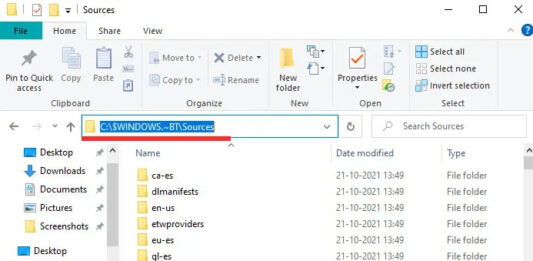 Sources
File Home Share View
Pin to Quick access
Copy
Paste
Clipboard
Move to
Copy to
Delete
Rename
Organize
New folder
New
Properties
Open
Select all
Select none
Invert selection
Select
C:\$WINDOWS.~BT\Sources
Search Sources
Desktop
Downloads
Documents
Pictures
Screenshots
Desktop
Name Date modified Type
ca-es 21-10-2021 13:49 File folder
dlmanifests 21-10-2021 13:49 File folder
en-us 21-10-2021 13:49 File folder
etwproviders 21-10-2021 13:49 File folder
eu-es 21-10-2021 13:49 File folder
gl-es 21-10-2021 13:49 File folder